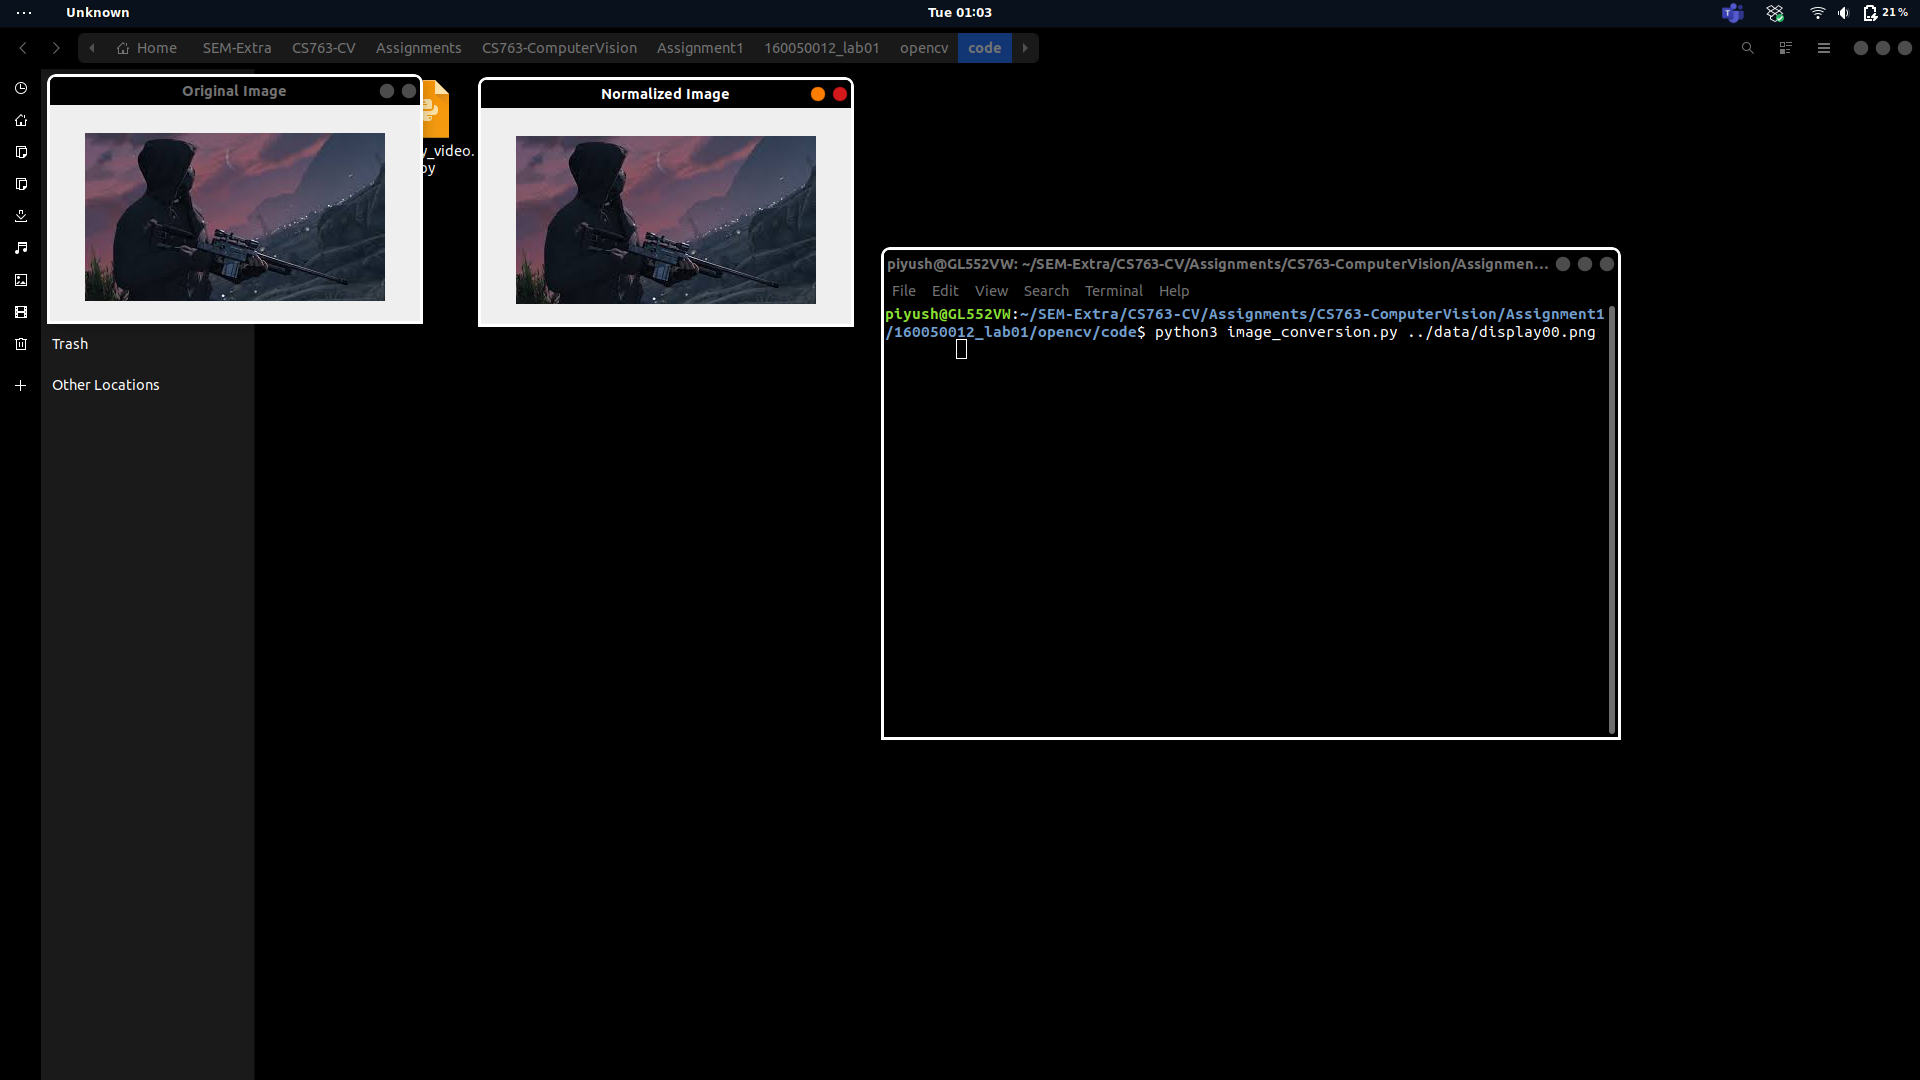 Unknown
Tue 01:03
21%
Home SEM-Extra CS763-CV Assignments CS763-ComputerVision Assignment1 160050012_lab01 opencv code
Original Image
y_video.
py
Normalized Image
Trash
Other Locations
piyush@GL552VW: ~/SEM-Extra/CS763-CV/Assignments/CS763-ComputerVision/Assignmen...
File Edit View Search Terminal Help
piyush@GL552VW:~/SEM-Extra/CS763-CV/Assignments/CS763-ComputerVision/Assignment1
/160050012_lab01/opencv/code$ python3 image_conversion.py ../data/display00.png